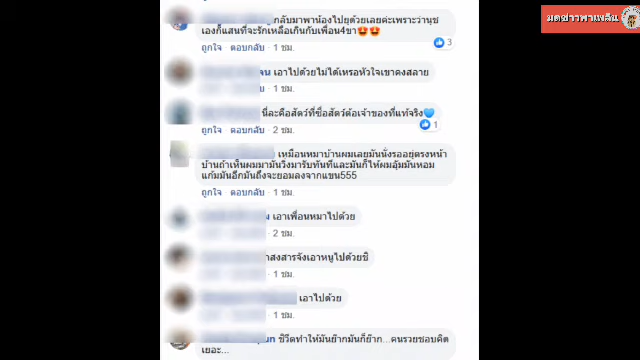 มดข่าวพาเพลิน
กลับมาพาน้องไปยุด้วยเลยค่ะเพราะว่านุช
เองก็แสนที่จะรักเหลือเกินกับเพื่อน4ขา🤩🤩
3
ถูกใจ · ตอบกลับ · 1 ชม.
เอาไปด้วยไม่ได้เหรอหัวใจเขาคงสลาย
1 ชม.
นี่ละคือสัตว์ที่ซื่อสัตว์ต่อเจ้าของที่แท้จริง💙
1
ถูกใจ · ตอบกลับ · 2 ชม.
เหมือนหมาบ้านผมเลยมันนั่งรออยู่ตรงหน้า
บ้านถ้าเห็นผมมามันวิ่งมารับทันทีและมันก็ให้ผมอุ้มมันหอม
แก้มมันอีกมันถึงจะยอมลงจากแขน555
ถูกใจ · ตอบกลับ · 1 ชม.
เอาเพื่อนหมาไปด้วย
2 ชม.
สงสารจังเอาหนูไปด้วยชิ
1 ชม.
เอาไปด้วย
1 ชม.
ชีวิตทำให้มันย๊ากมันก็ย๊าก...คนรวยชอบคิด
เยอะ...